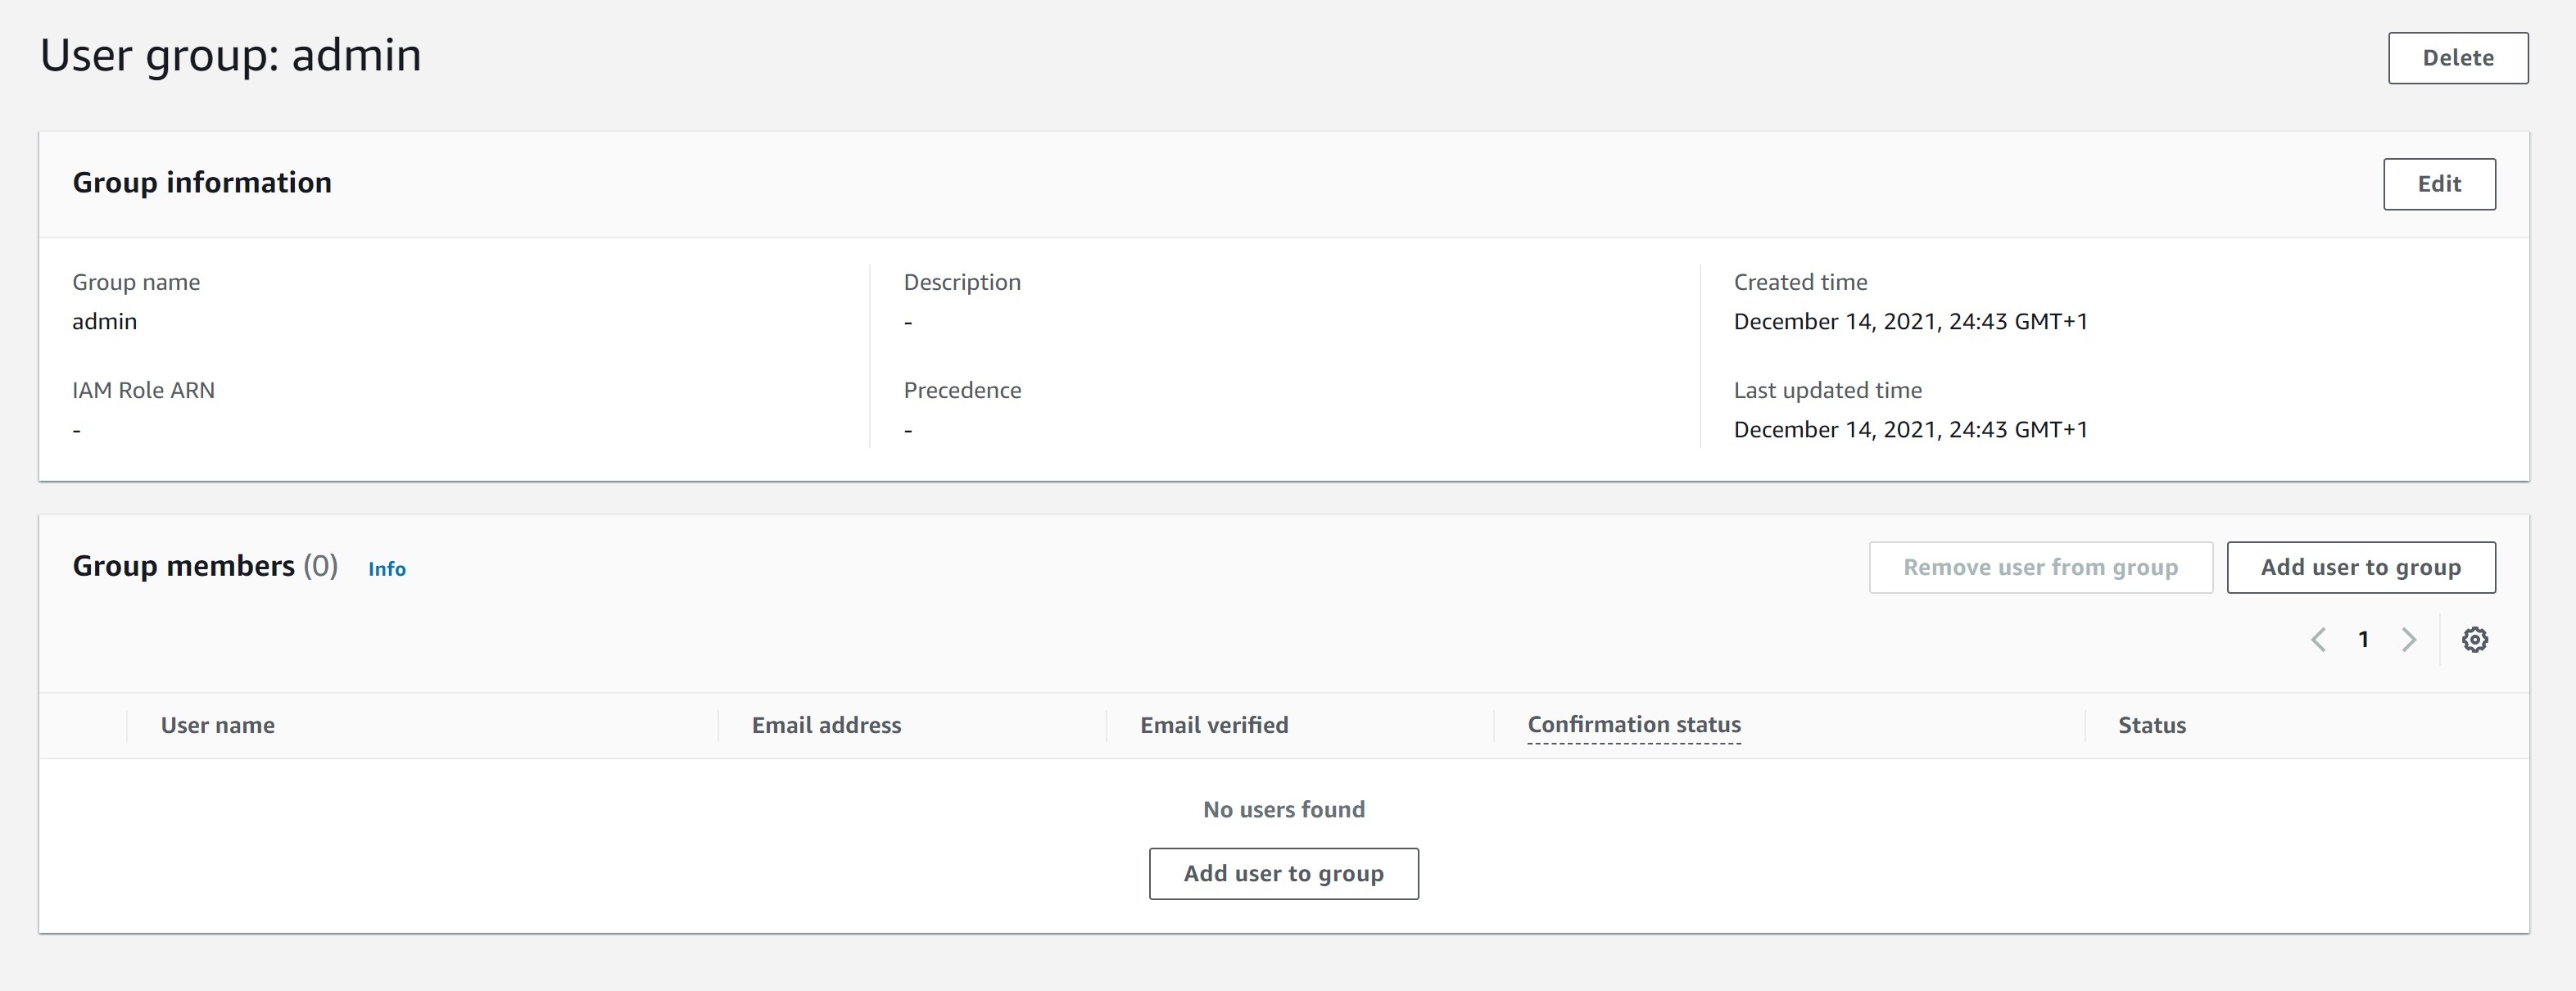 User group: admin
Delete
Group information
Edit
Group name
admin
Description
-
Created time
December 14, 2021, 24:43 GMT+1
IAM Role ARN
-
Precedence
-
Last updated time
December 14, 2021, 24:43 GMT+1
Group members (0) Info
Remove user from group
Add user to group
1
User name
Email address
Email verified
Confirmation status
Status
No users found
Add user to group